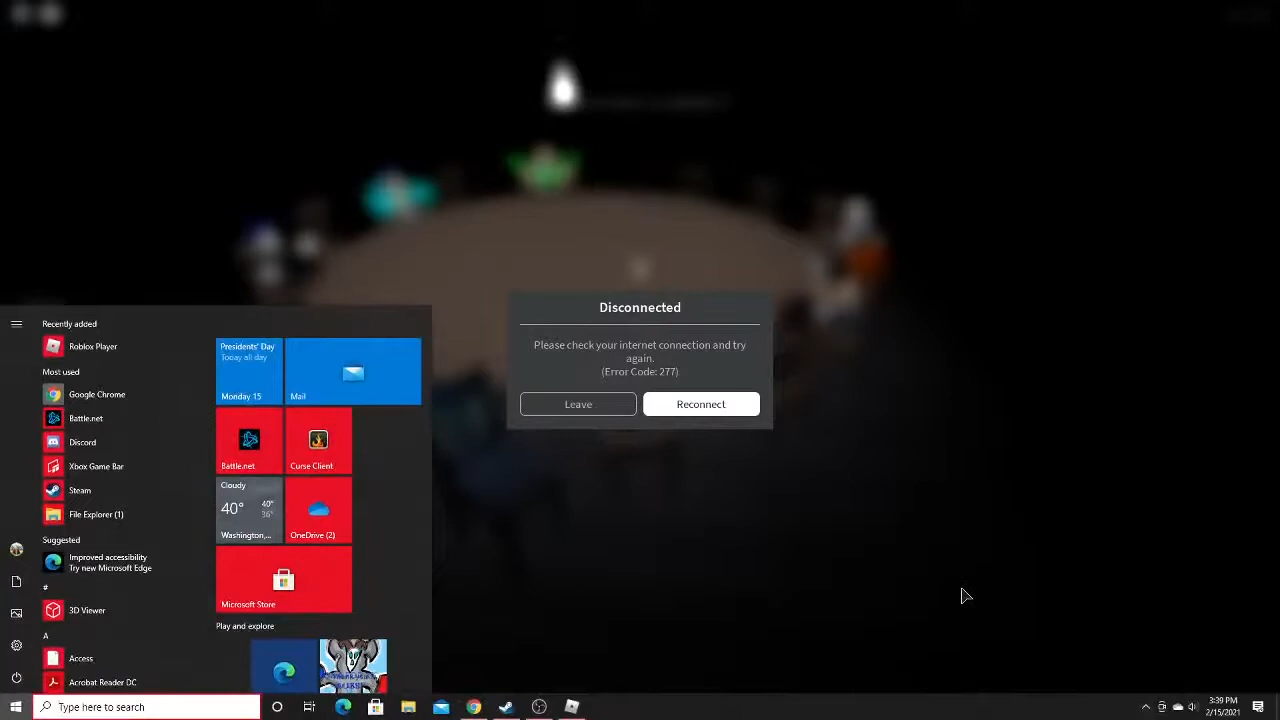 Disconnected
Please check your internet connection and try
again.
(Error Code: 277)
Leave
Reconnect
Recently added
Roblox Player
Most used
Google Chrome
Battle.net
Discord
Xbox Game Bar
Steam
File Explorer (1)
Suggested
Improved accessibility
Try new Microsoft Edge
#
3D Viewer
A
Access
Acrobat Reader DC
Presidents' Day
Today all day
Monday 15
Mail
Battle.net
Curse Client
Cloudy
40°
40°
36°
Washington,...
OneDrive (2)
Microsoft Store
Play and explore
Type here to search
3:39 PM
2/15/2021